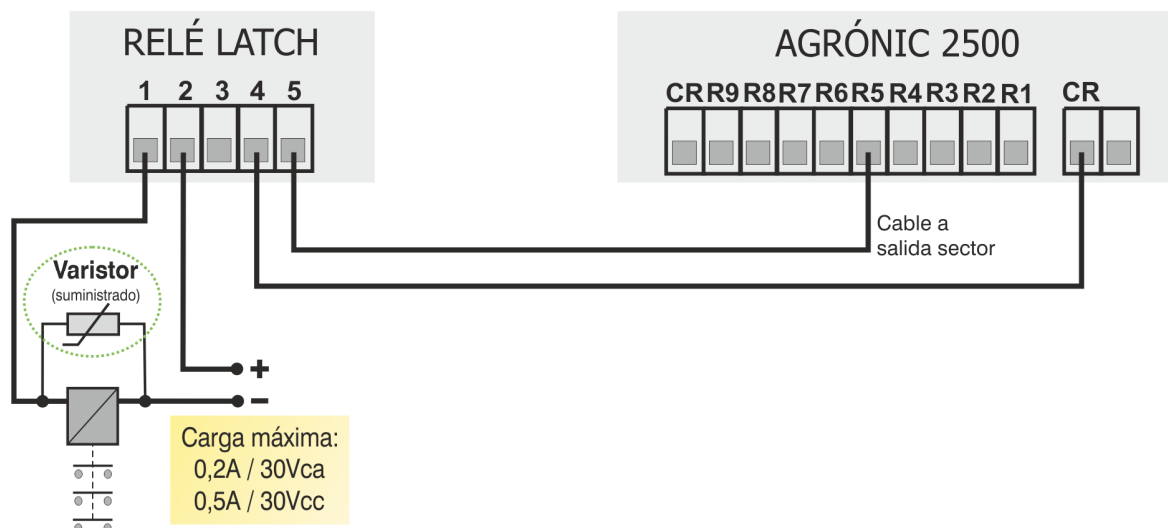 RELÉ LATCH
1 2 3 4 5
AGRÓNIC 2500
CR R9 R8 R7 R6 R5 R4 R3 R2 R1 CR
Cable a
salida sector
Varistor
(suministrado)
+
-
Carga máxima:
0,2A / 30Vca
0,5A / 30Vcc